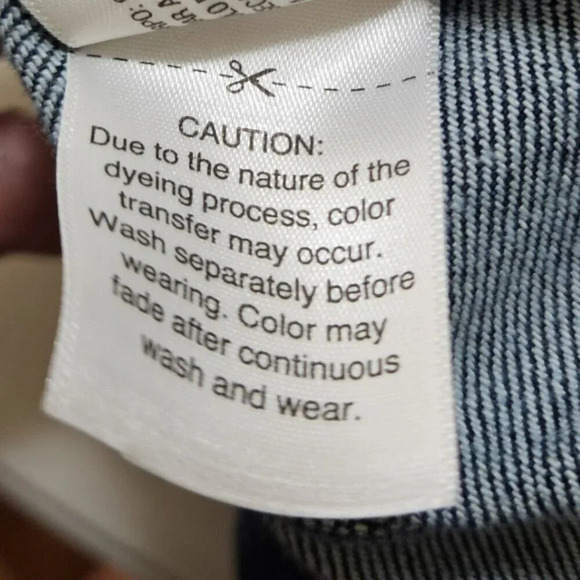 CAUTION:
Due to the nature of the
dyeing process, color
transfer may occur.
Wash separately before
wearing. Color may
fade after continuous
wash and wear.